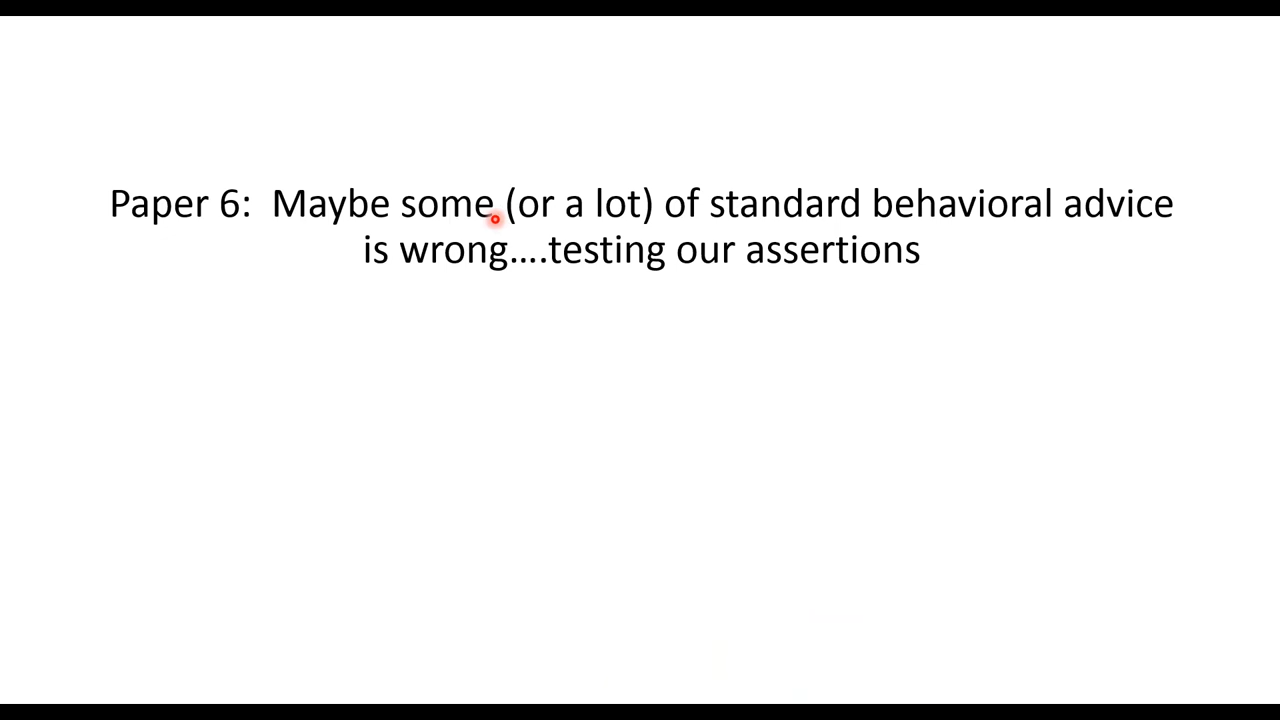 Paper 6:  Maybe some (or a lot) of standard behavioral advice
is wrong....testing our assertions